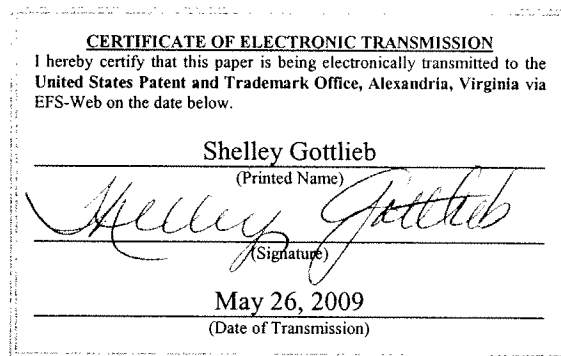 CERTIFICATE OF ELECTRONIC TRANSMISSION
I hereby certify that this paper is being electronically transmitted to the
United States Patent and Trademark Office, Alexandria, Virginia via
EFS-Web on the date below.
Shelley Gottlieb
(Printed Name)
Shelley Gottlieb
(Signature)
May 26, 2009
(Date of Transmission)